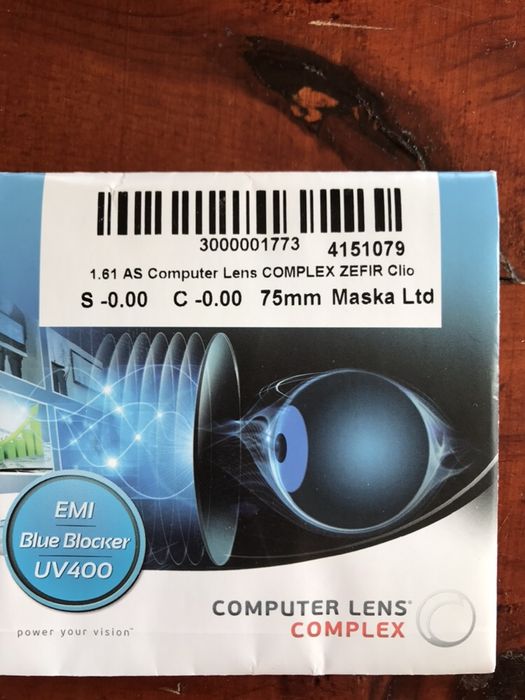 3000001773 4151079
1.61 AS Computer Lens COMPLEX ZEFIR Clio
S -0.00 C -0.00 75mm Maska Ltd
EMI
Blue Blocker
UV400
power your vision™
COMPUTER LENS®
COMPLEX